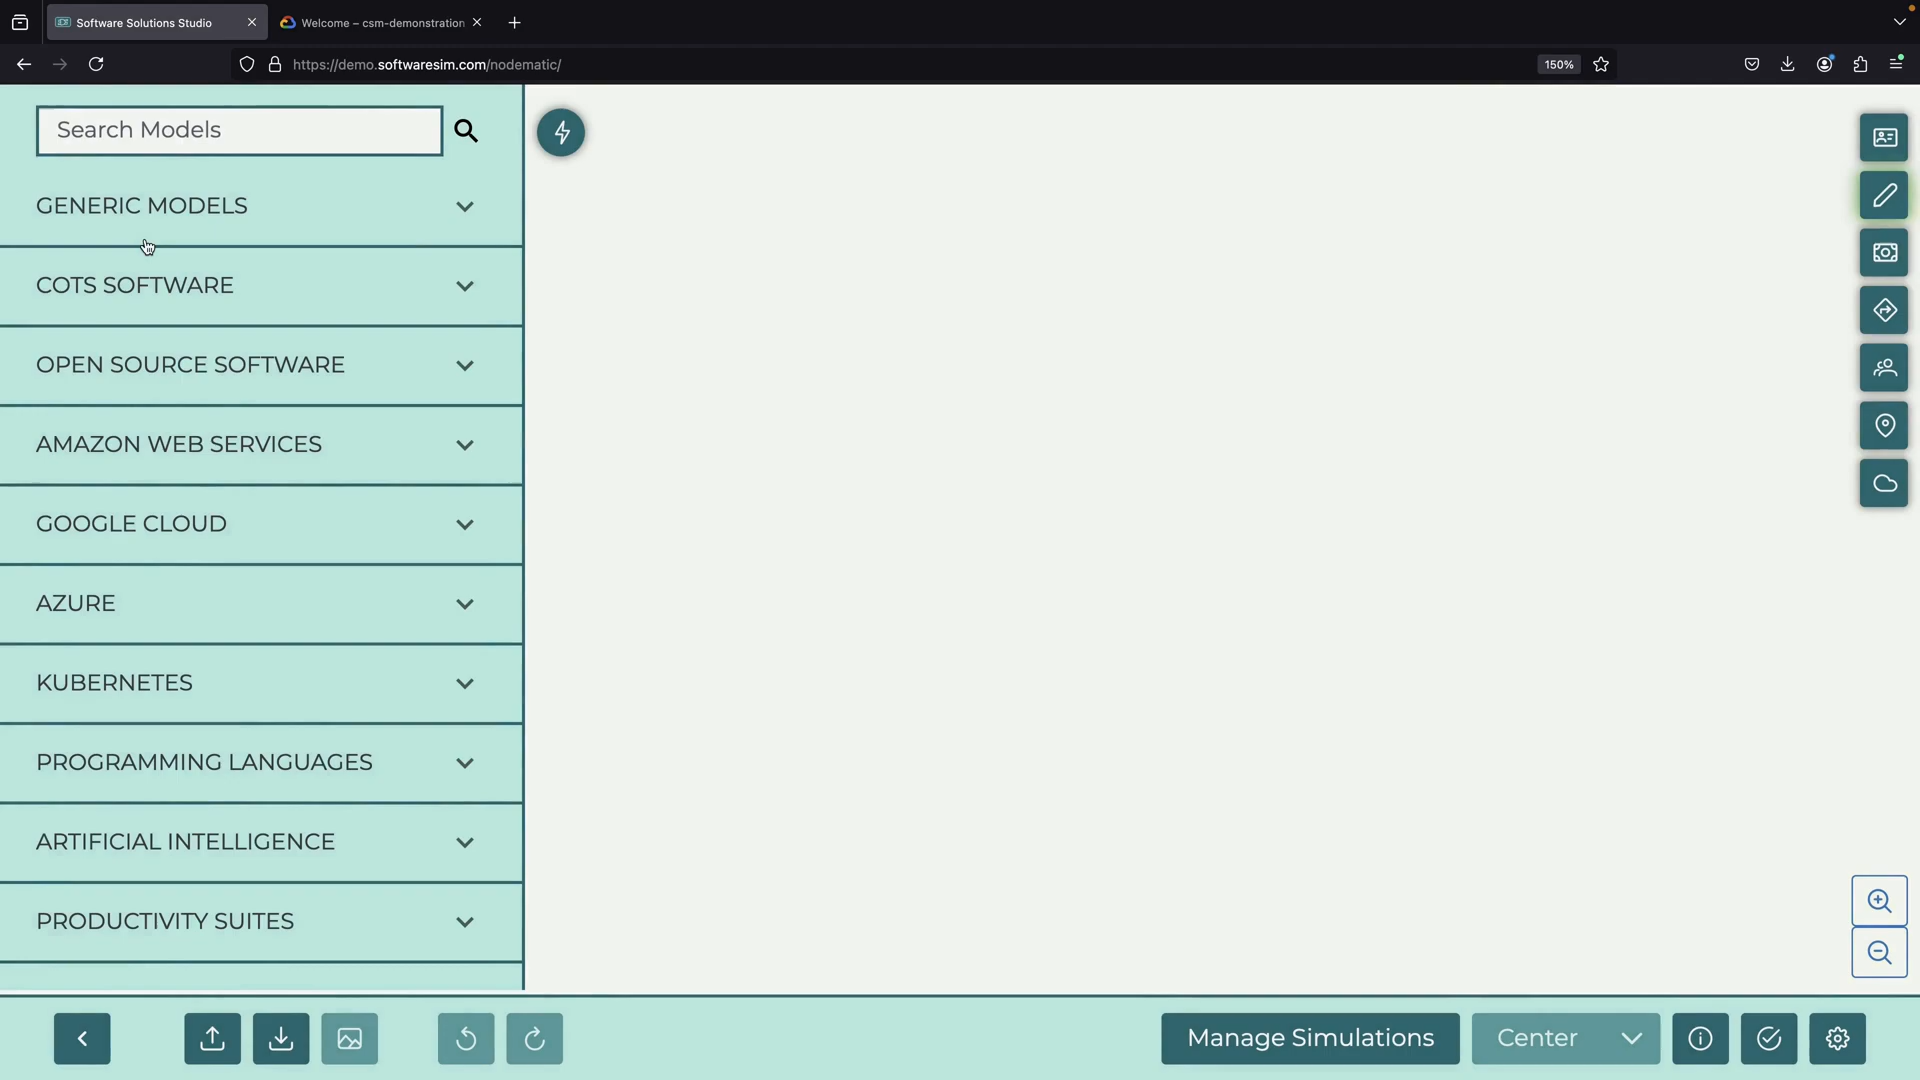 Software Solutions Studio
Welcome – csm-demonstration
https://demo.softwaresim.com/nodematic/
150%
Search Models
GENERIC MODELS
COTS SOFTWARE
OPEN SOURCE SOFTWARE
AMAZON WEB SERVICES
GOOGLE CLOUD
AZURE
KUBERNETES
PROGRAMMING LANGUAGES
ARTIFICIAL INTELLIGENCE
PRODUCTIVITY SUITES
Manage Simulations
Center